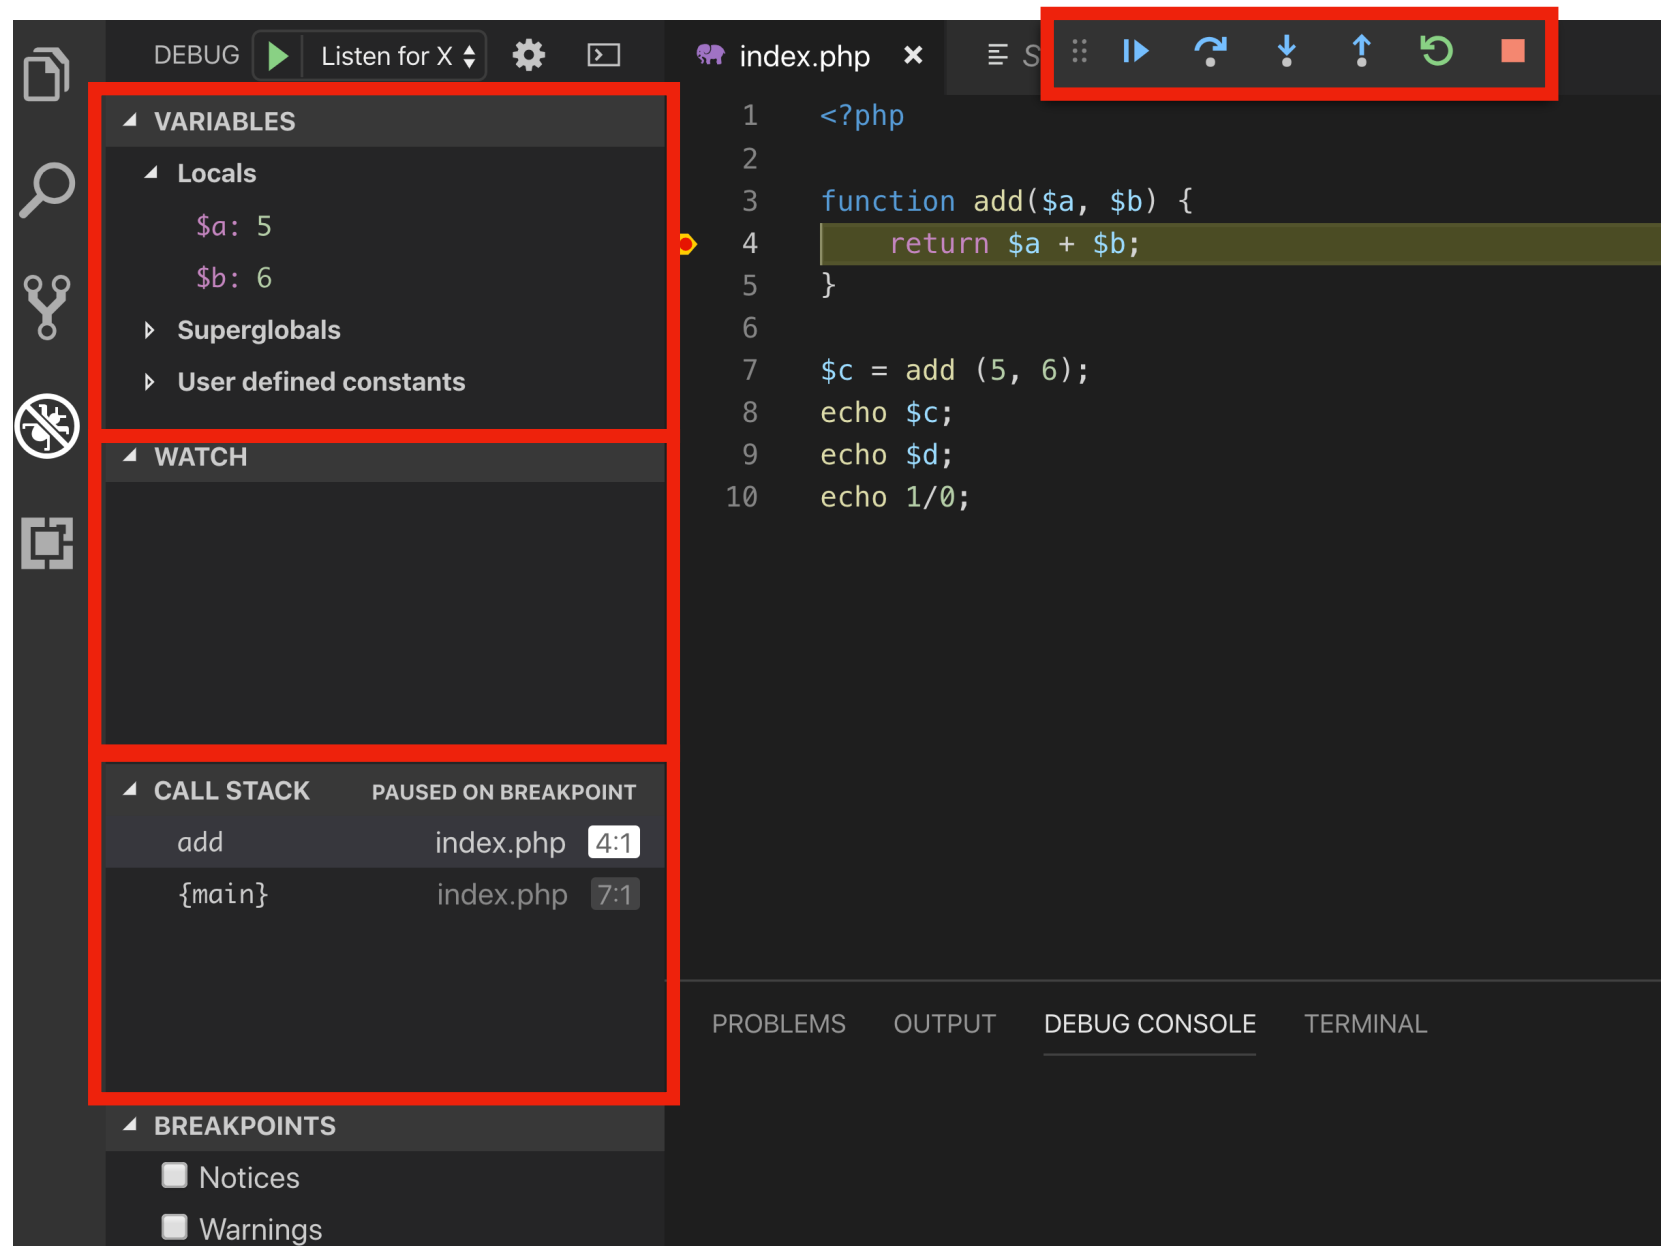 DEBUG
Listen for X
VARIABLES
Locals
$a: 5
$b: 6
Superglobals
User defined constants
WATCH
CALL STACK PAUSED ON BREAKPOINT
add index.php 4:1
{main} index.php 7:1
BREAKPOINTS
Notices
Warnings
index.php
S
1 <?php
2
3 function add($a, $b) {
4 return $a + $b;
5 }
6
7 $c = add (5, 6);
8 echo $c;
9 echo $d;
10 echo 1/0;
PROBLEMS OUTPUT DEBUG CONSOLE TERMINAL